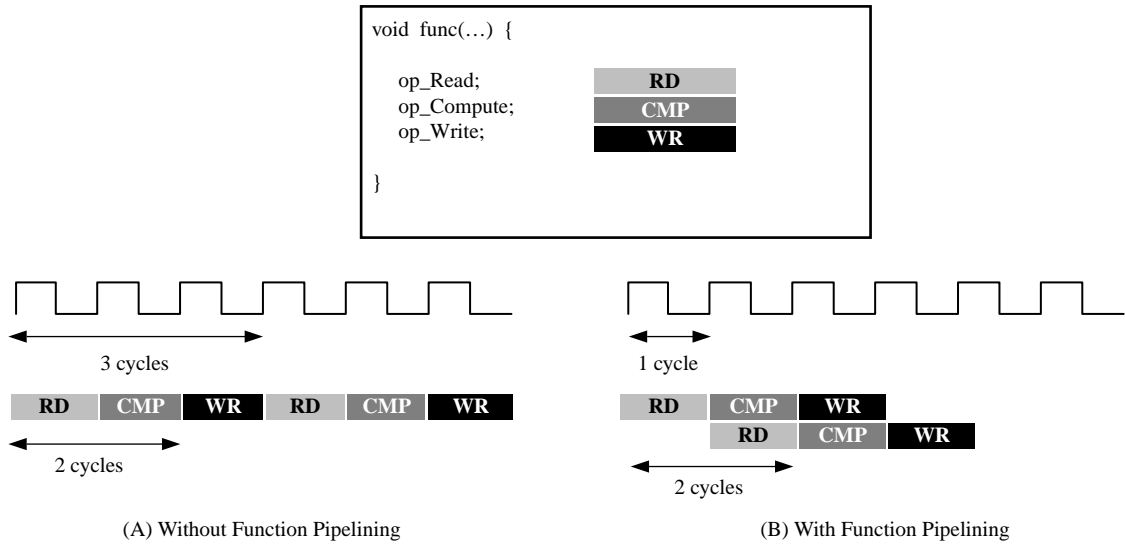 void func(…) {
op_Read; RD
op_Compute; CMP
op_Write; WR
}
3 cycles
RD CMP WR RD CMP WR
2 cycles
(A) Without Function Pipelining
1 cycle
RD CMP WR
RD CMP WR
2 cycles
(B) With Function Pipelining